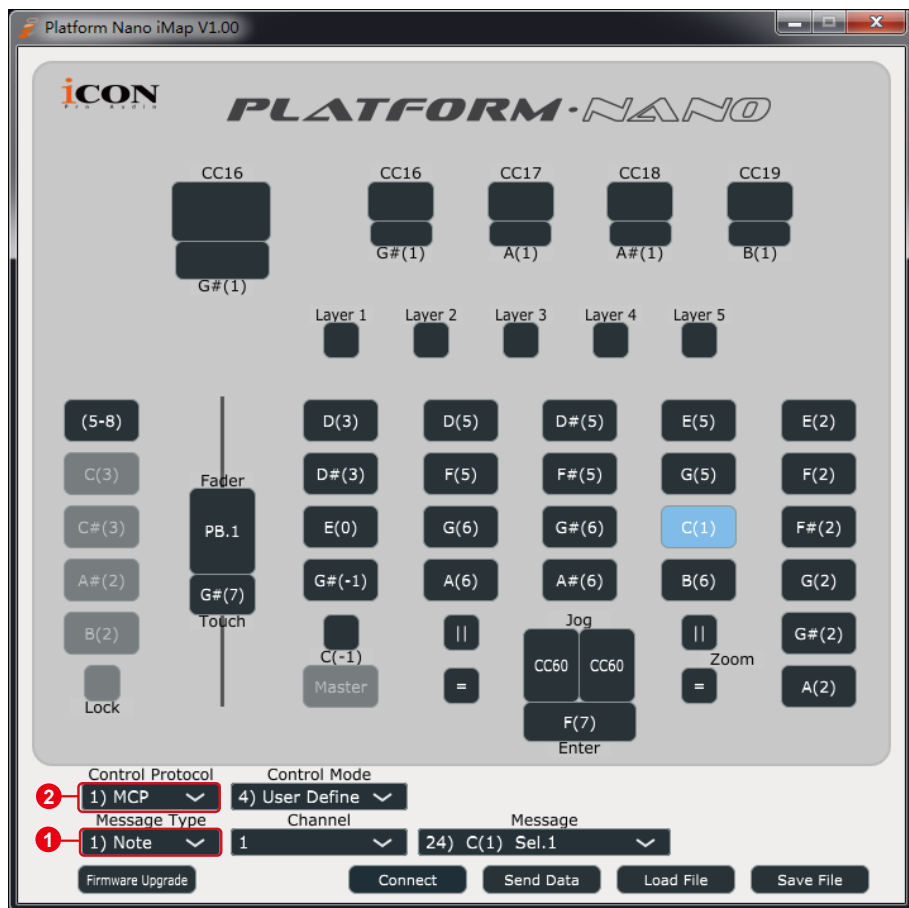 Platform Nano iMap V1.00
iCON
Pro Audio
PLATFORM·NANO
CC16 CC16 CC17 CC18 CC19
G#(1) A(1) A#(1) B(1)
G#(1)
Layer 1 Layer 2 Layer 3 Layer 4 Layer 5
(5-8) D(3) D(5) D#(5) E(5) E(2)
C(3) Fader D#(3) F(5) F#(5) G(5) F(2)
C#(3) PB.1 E(0) G(6) G#(6) C(1) F#(2)
A#(2) G#(7) G#(-1) A(6) A#(6) B(6) G(2)
Touch Jog
B(2) || || G#(2)
C(-1) CC60 CC60 Zoom
Master = = A(2)
Lock
F(7)
Enter
Control Protocol Control Mode
2 1) MCP 4) User Define
Message Type Channel Message
1 1) Note 1 24) C(1) Sel.1
Firmware Upgrade Connect Send Data Load File Save File